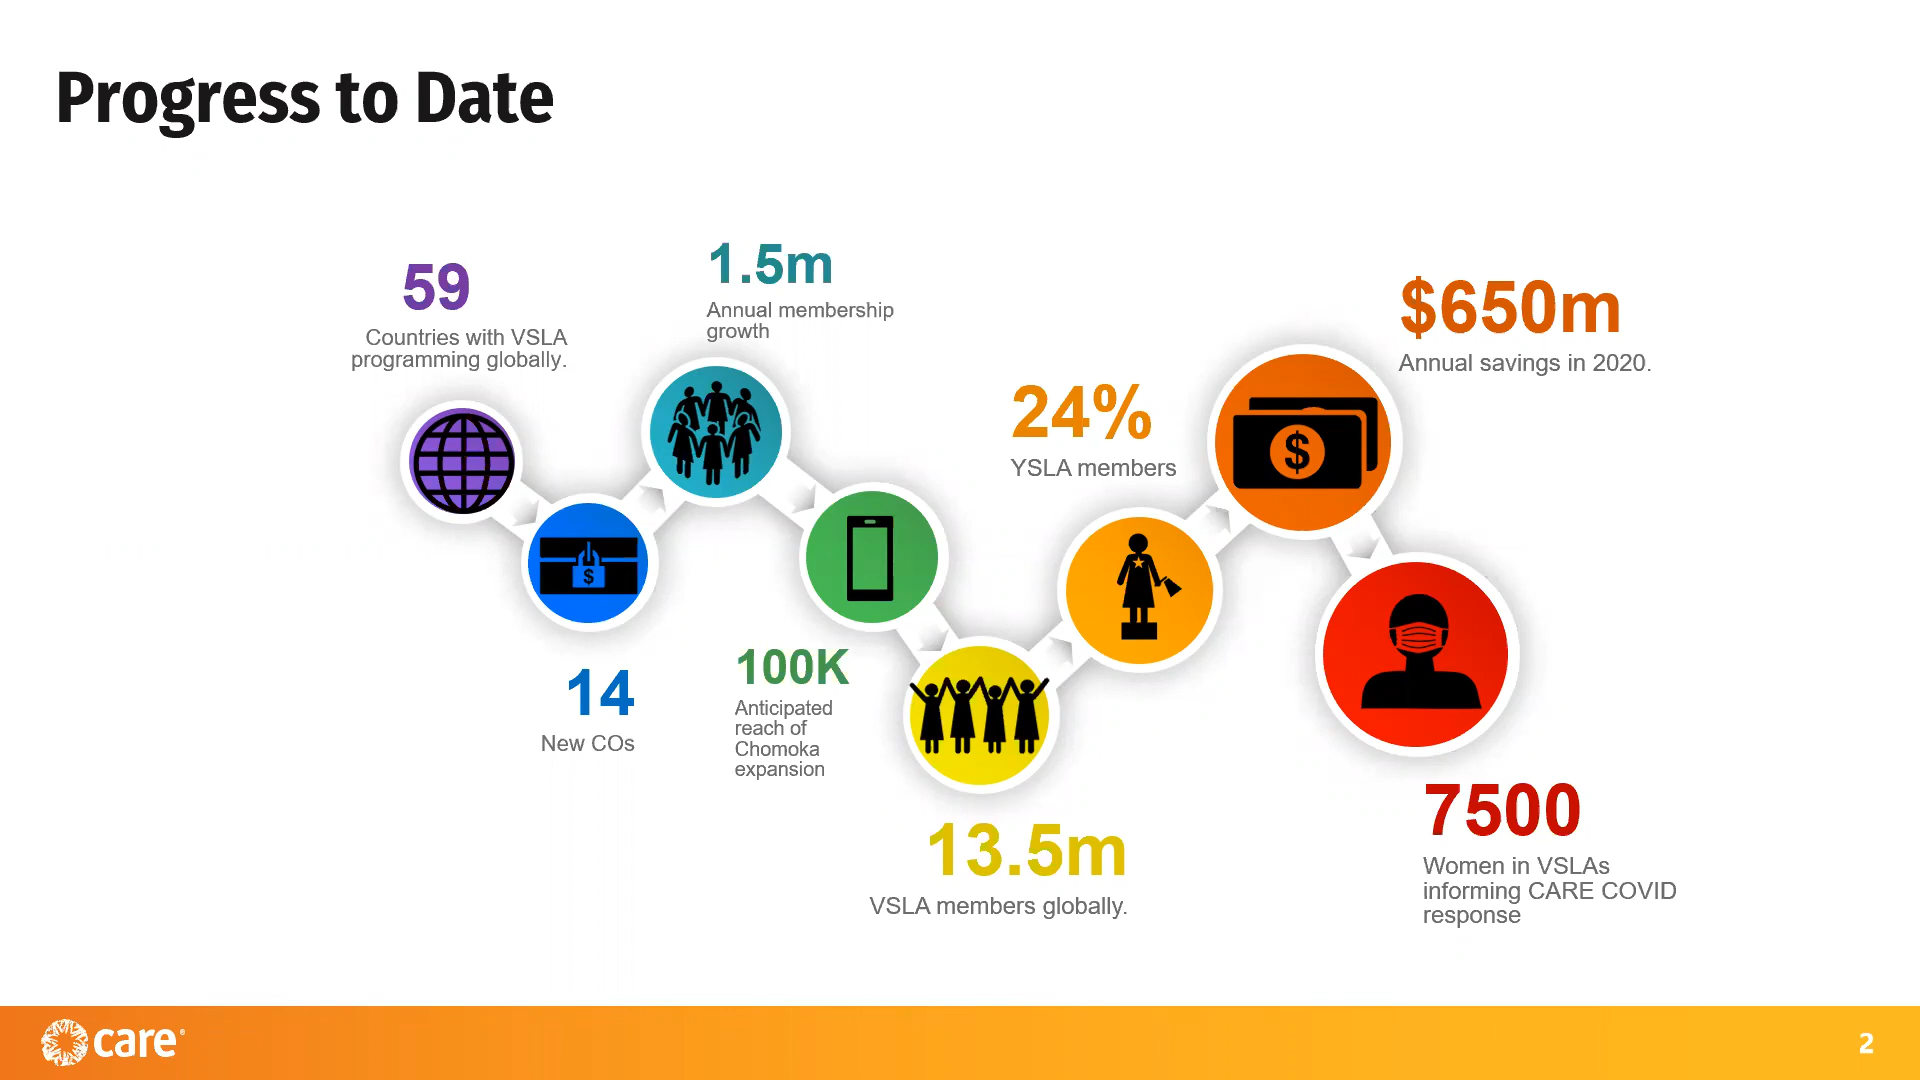 Progress to Date
59
Countries with VSLA
programming globally.
14
New COs
1.5m
Annual membership
growth
100K
Anticipated
reach of
Chomoka
expansion
13.5m
VSLA members globally.
24%
YSLA members
$650m
Annual savings in 2020.
7500
Women in VSLAs
informing CARE COVID
response
$
$
care®
2